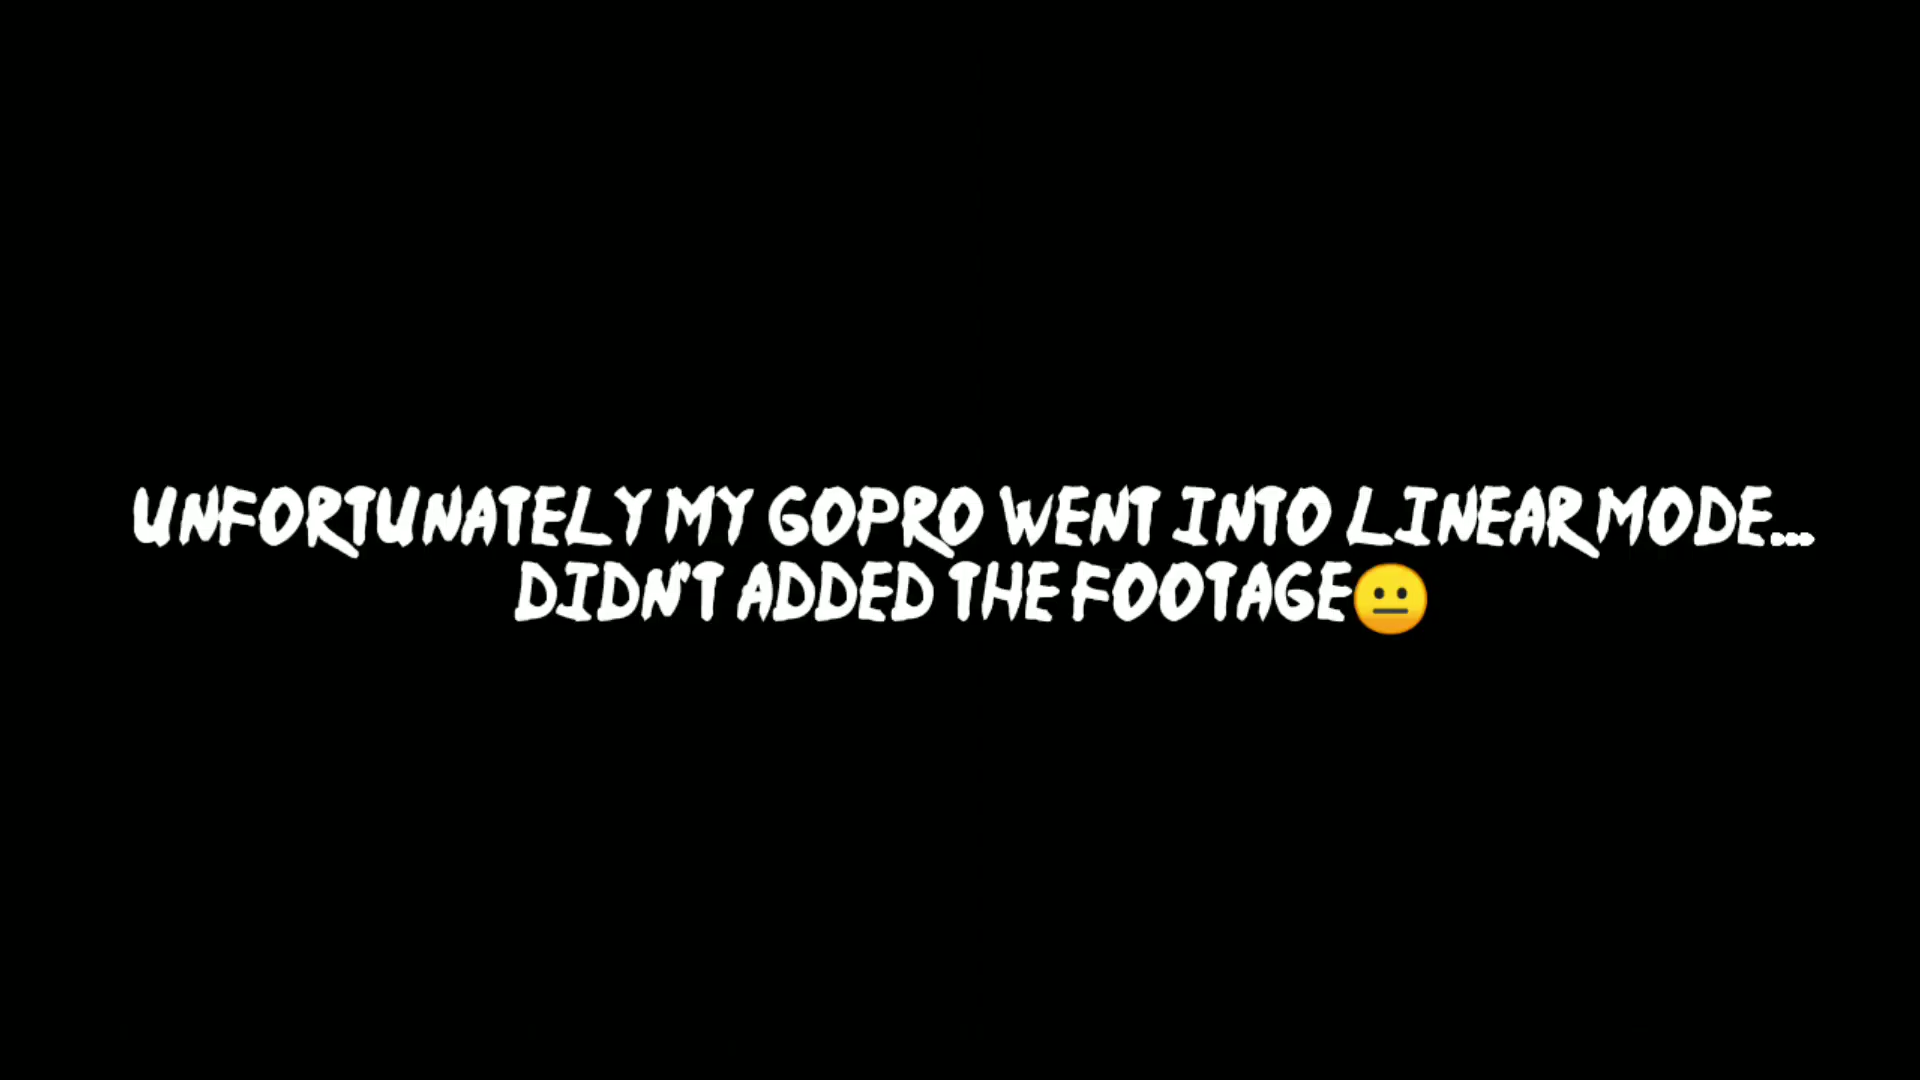 UNFORTUNATELY MY GOPRO WENT INTO LINEAR MODE...
DIDN'T ADDED THE FOOTAGE😐